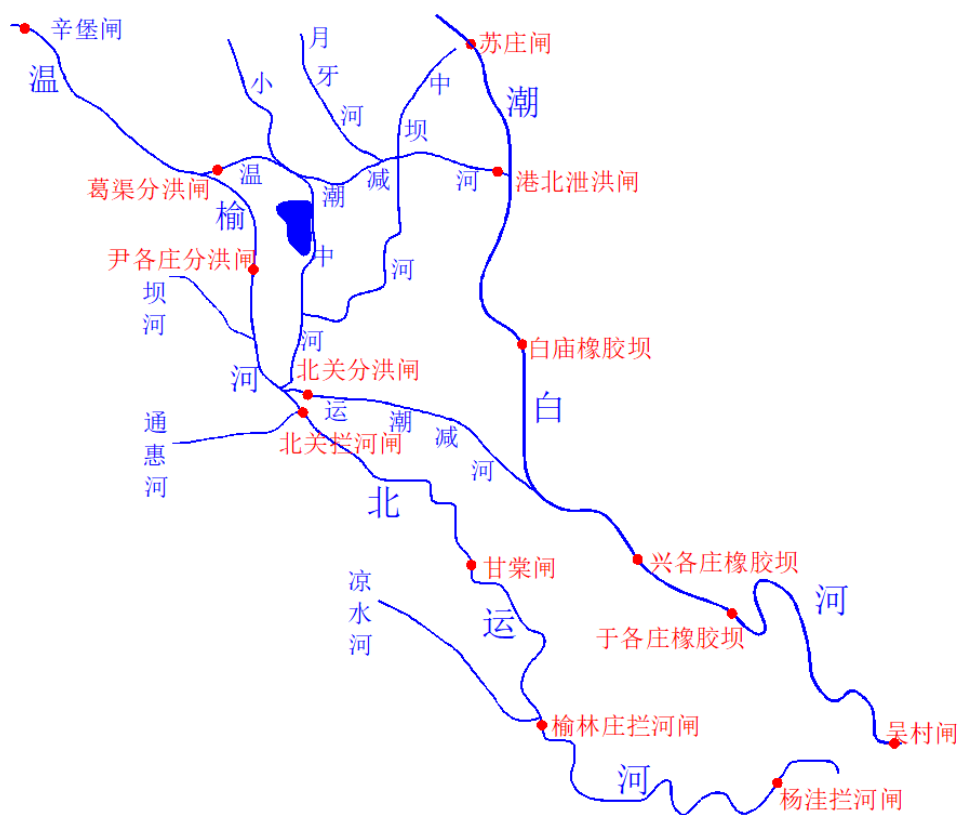 辛堡闸
苏庄闸
温
榆
河
小
中
河
月
牙
河
中
坝
河
潮
白
河
温
潮
减
河
葛渠分洪闸
港北泄洪闸
尹各庄分洪闸
坝
河
白庙橡胶坝
北关分洪闸
运
潮
减
河
通
惠
河
北关拦河闸
北
运
河
甘棠闸
兴各庄橡胶坝
凉
水
河
于各庄橡胶坝
榆林庄拦河闸
吴村闸
杨洼拦河闸